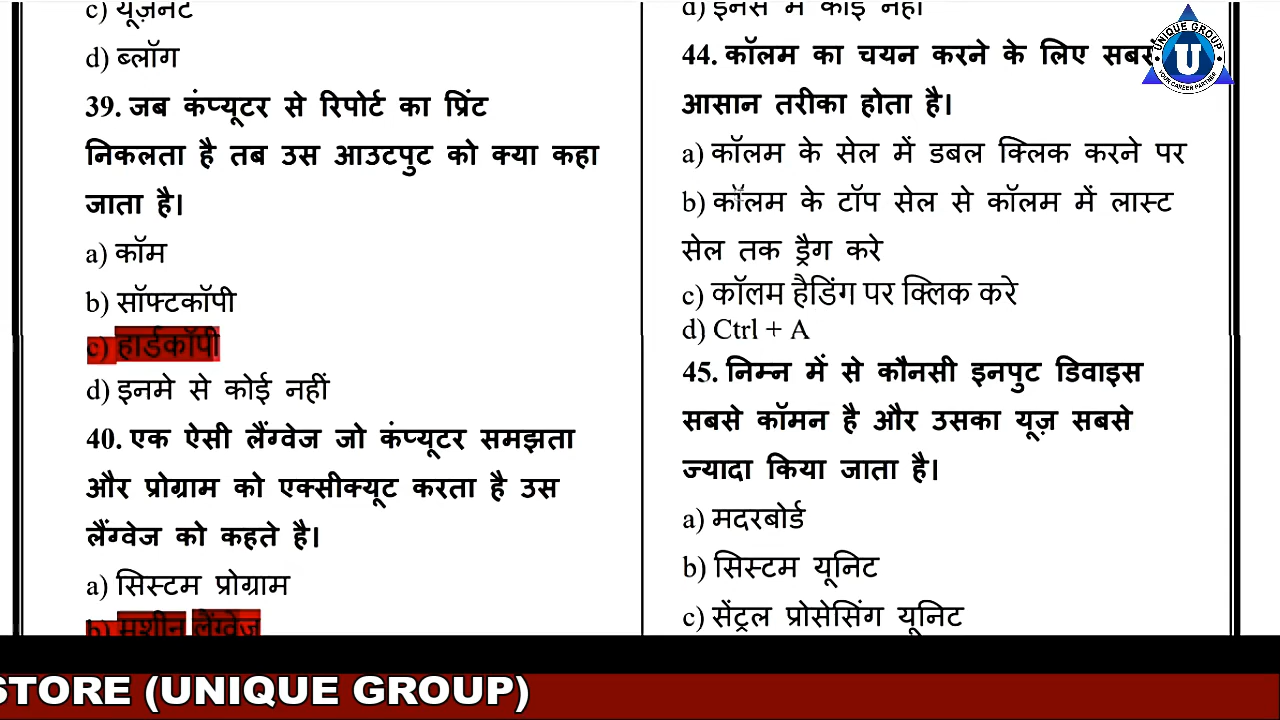 c) यूज़नेट
d) ब्लॉग
39. जब कंप्यूटर से रिपोर्ट का प्रिंट
निकलता है तब उस आउटपुट को क्या कहा
जाता है।
a) कॉम
b) सॉफ्टकॉपी
c) हार्डकॉपी
d) इनमे से कोई नहीं
40. एक ऐसी लैंग्वेज जो कंप्यूटर समझता
और प्रोग्राम को एक्सीक्यूट करता है उस
लैंग्वेज को कहते है।
a) सिस्टम प्रोग्राम
b) मशीन लैंग्वेज
44. कॉलम का चयन करने के लिए
आसान तरीका होता है।
a) कॉलम के सेल में डबल क्लिक करने पर
b) कॉलम के टॉप सेल से कॉलम में लास्ट
सेल तक ड्रैग करे
c) कॉलम हैडिंग पर क्लिक करे
d) Ctrl + A
45. निम्न में से कौनसी इनपुट डिवाइस
सबसे कॉमन है और उसका यूज़ सबसे
ज्यादा किया जाता है।
a) मदरबोर्ड
b) सिस्टम यूनिट
c) सेंट्रल प्रोसेसिंग यूनिट
UNIQUE GROUP
U
YOUR CAREER PARTNER
STORE (UNIQUE GROUP)